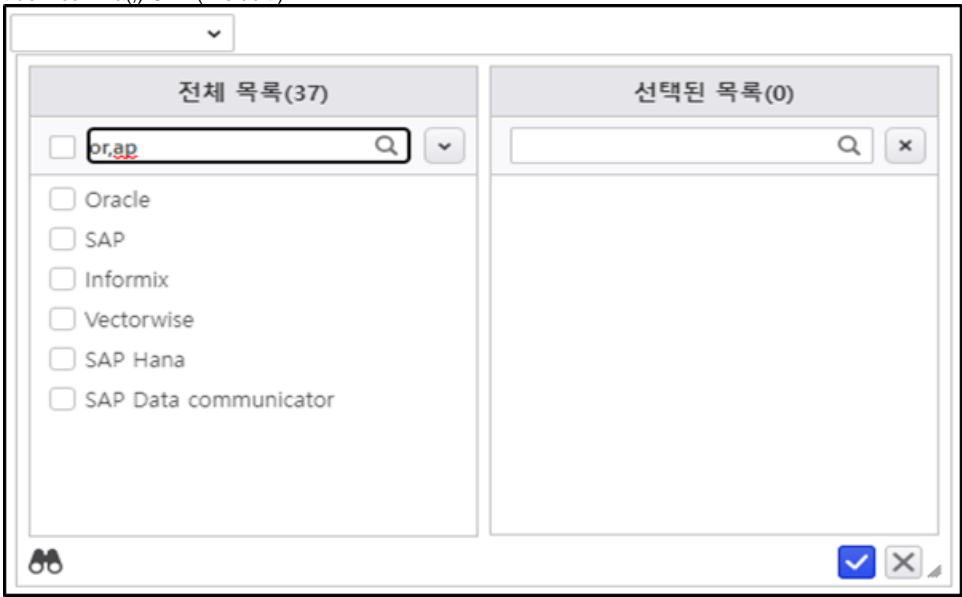 전체 목록(37)
선택된 목록(0)
or,ap
Oracle
SAP
Informix
Vectorwise
SAP Hana
SAP Data communicator